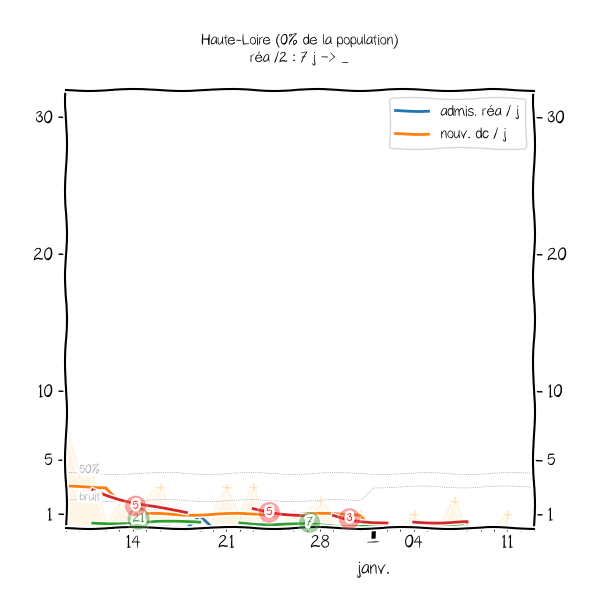 Haute-Loire (0% de la population)
réa /2 : 7 j -> _
admis. réa / j
nouv. dc / j
30 30
20 20
10 10
5 5
50%
bruit
1 1
5 5 3
21 7
14 21 28 04 11
janv.